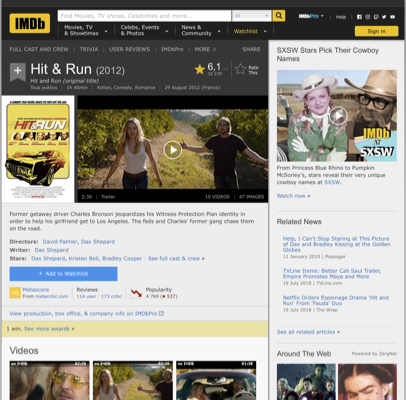 IMDb
Find Movies, TV shows, Celebrities and more...
All
IMDbPro
Help
Movies, TV
& Showtimes
Celebs, Events
& Photos
News &
Community
Watchlist
Sign in
FULL CAST AND CREW | TRIVIA | USER REVIEWS | IMDbPro | MORE
SHARE
Hit & Run (2012)
Hit and Run (original title)
Tous publics | 1h 40min | Action, Comedy, Romance | 29 August 2012 (France)
6,1
Rate
This
HIT&RUN
2:30 | Trailer
10 VIDEOS | 47 IMAGES
Former getaway driver Charles Bronson jeopardizes his Witness Protection Plan identity in
order to help his girlfriend get to Los Angeles. The feds and Charles' former gang chase them
on the road.
Directors: David Palmer, Dax Shepard
Writer: Dax Shepard
Stars: Dax Shepard, Kristen Bell, Bradley Cooper | See full cast & crew »
+ Add to Watchlist
Metascore
From metacritic.com
Reviews
114 user | 173 critic
Popularity
4 769 (937)
View production, box office, & company info on IMDbPro
1 win. See more awards »
Videos
SXSW Stars Pick Their Cowboy
Names
IMDb
at
SXSW
From Princess Blue Rhino to Pumpkin
McSorley's, stars reveal their very
unique cowboy names at SXSW.
Watch now »
Related News
Help, I Can't Stop Staring at This Picture
of Dax and Bradley Kissing at the Golden
Globes
11 January 2019 | Popsugar
TVLine Items: Better Call Saul Trailer,
Empire Promotes Maya and More
19 July 2018 | TVLine.com
Netflix Orders Espionage Drama 'Hit and
Run' From 'Fauda' Duo
19 July 2018 | The Wrap
See all related articles »
Around The Web
Powered by ZergNet